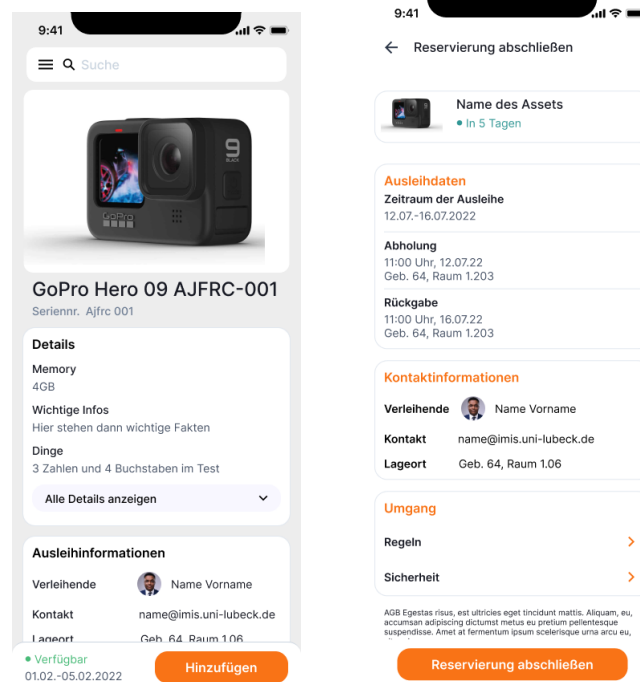 9:41
Suche
9
BLACK
GoPro
GoPro Hero 09 AJFRC-001
Seriennr. Ajfrc 001
Details
Memory
4GB
Wichtige Infos
Hier stehen dann wichtige Fakten
Dinge
3 Zahlen und 4 Buchstaben im Test
Alle Details anzeigen
Ausleihinformationen
Verleihende Name Vorname
Kontakt name@imis.uni-lubeck.de
Lageort Geb. 64, Raum 1.06
• Verfügbar
01.02.-05.02.2022
Hinzufügen
9:41
Reservierung abschließen
Name des Assets
• In 5 Tagen
Ausleihdaten
Zeitraum der Ausleihe
12.07.-16.07.2022
Abholung
11:00 Uhr, 12.07.22
Geb. 64, Raum 1.203
Rückgabe
11:00 Uhr, 16.07.22
Geb. 64, Raum 1.203
Kontaktinformationen
Verleihende Name Vorname
Kontakt name@imis.uni-lubeck.de
Lageort Geb. 64, Raum 1.06
Umgang
Regeln
Sicherheit
AGB Egestas risus, est ultricies eget tincidunt mattis. Aliquam, eu,
accumsan adipiscing dictumst metus eu pretium pellentesque
suspendisse. Amet at fermentum ipsum scelerisque urna arcu eu,
Reservierung abschließen